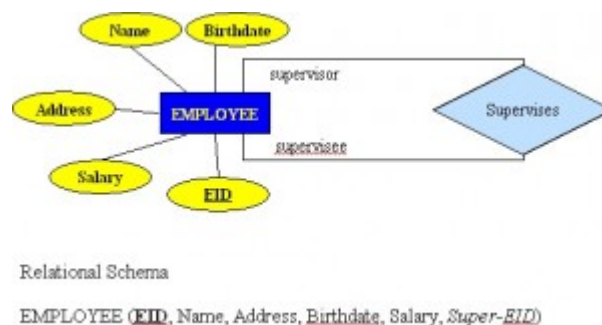 Name
Birthdate
supervisor
Address
EMPLOYEE
Supervises
supervisee
Salary
EID
Relational Schema
EMPLOYEE (EID, Name, Address, Birthdate, Salary, Super-EID)